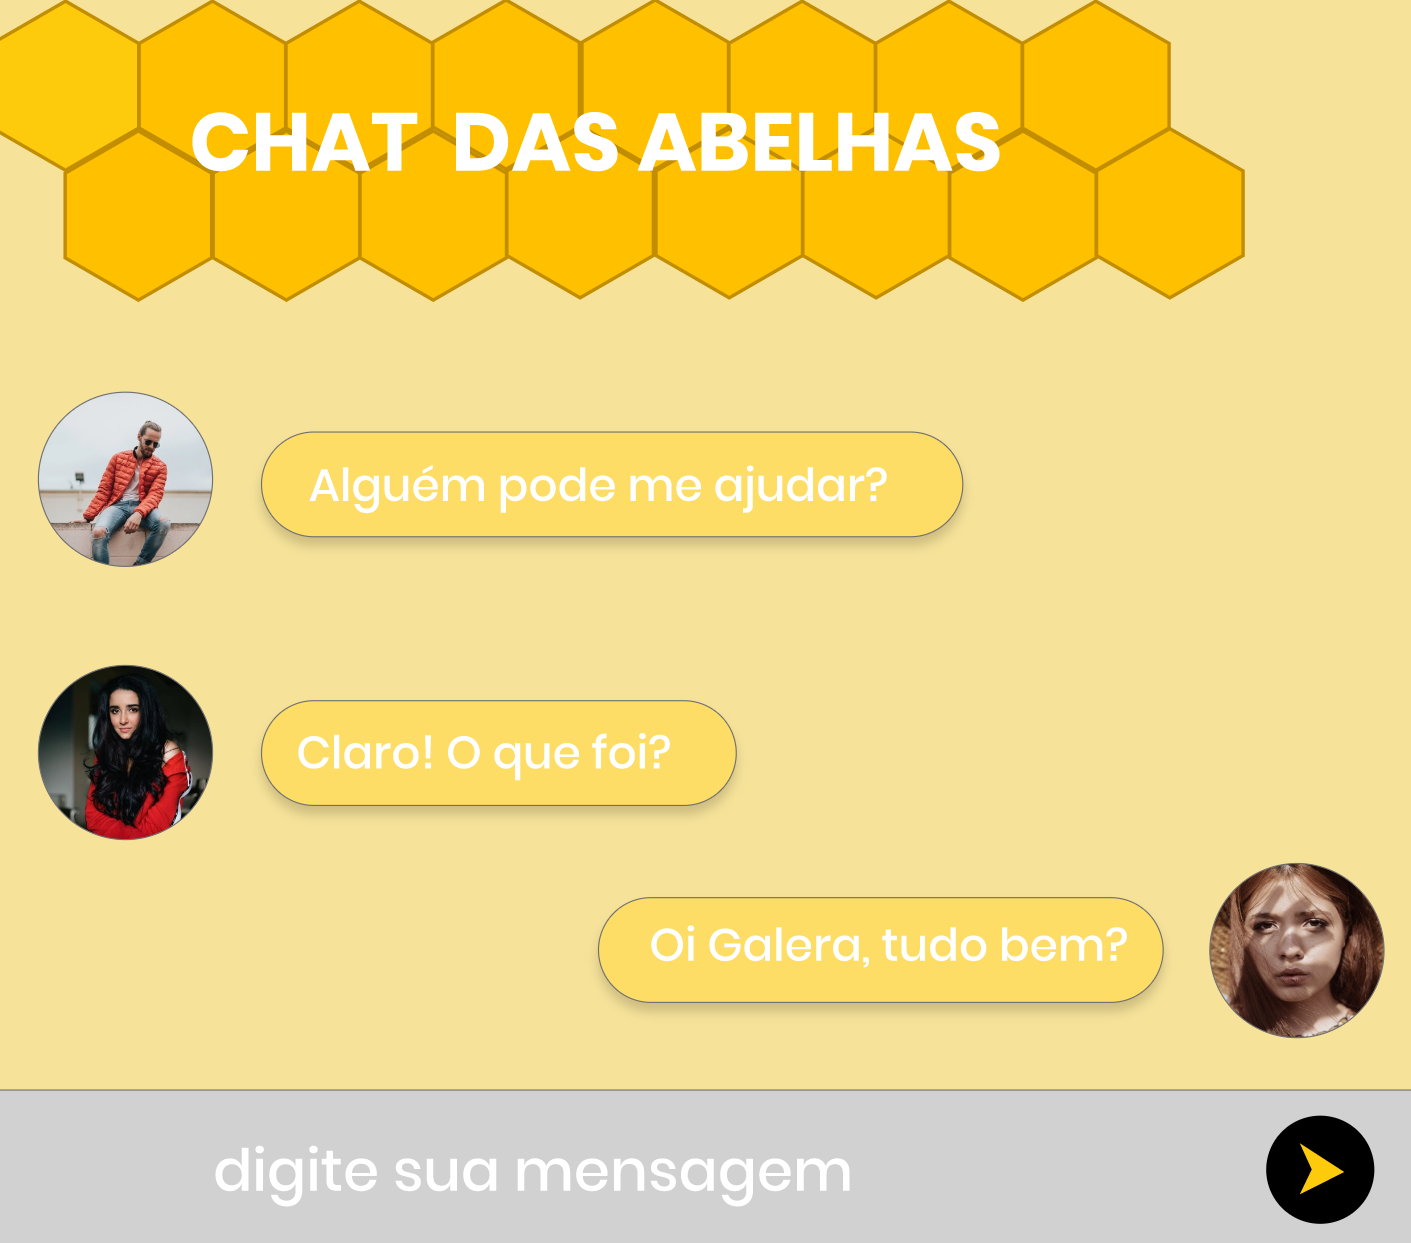 CHAT DAS ABELHAS
Alguém pode me ajudar?
Claro! O que foi?
Oi Galera, tudo bem?
digite sua mensagem